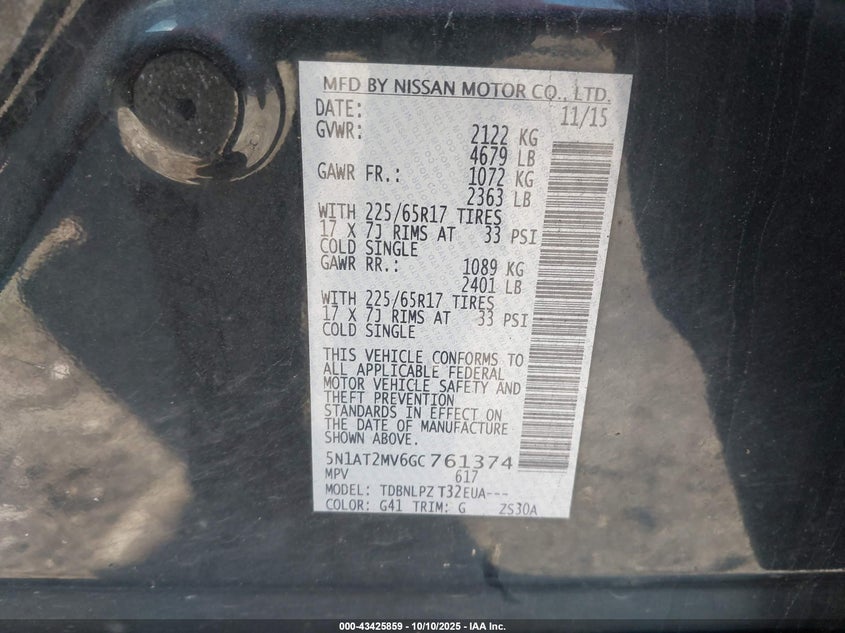 MFD BY NISSAN MOTOR CO., LTD.
DATE: 11/15
GVWR: 2122 KG
4679 LB
GAWR FR.: 1072 KG
2363 LB
WITH 225/65R17 TIRES
17 X 7J RIMS AT 33 PSI
COLD SINGLE
GAWR RR.: 1089 KG
2401 LB
WITH 225/65R17 TIRES
17 X 7J RIMS AT 33 PSI
COLD SINGLE
THIS VEHICLE CONFORMS TO
ALL APPLICABLE FEDERAL
MOTOR VEHICLE SAFETY AND
THEFT PREVENTION
STANDARDS IN EFFECT ON
THE DATE OF MANUFACTURE
SHOWN ABOVE.
5N1AT2MV6GC761374
MPV 617
MODEL: TDBNLPZ T32EUA---
COLOR: G41 TRIM: G ZS30A
000-43425859 - 10/10/2025 - IAA Inc.